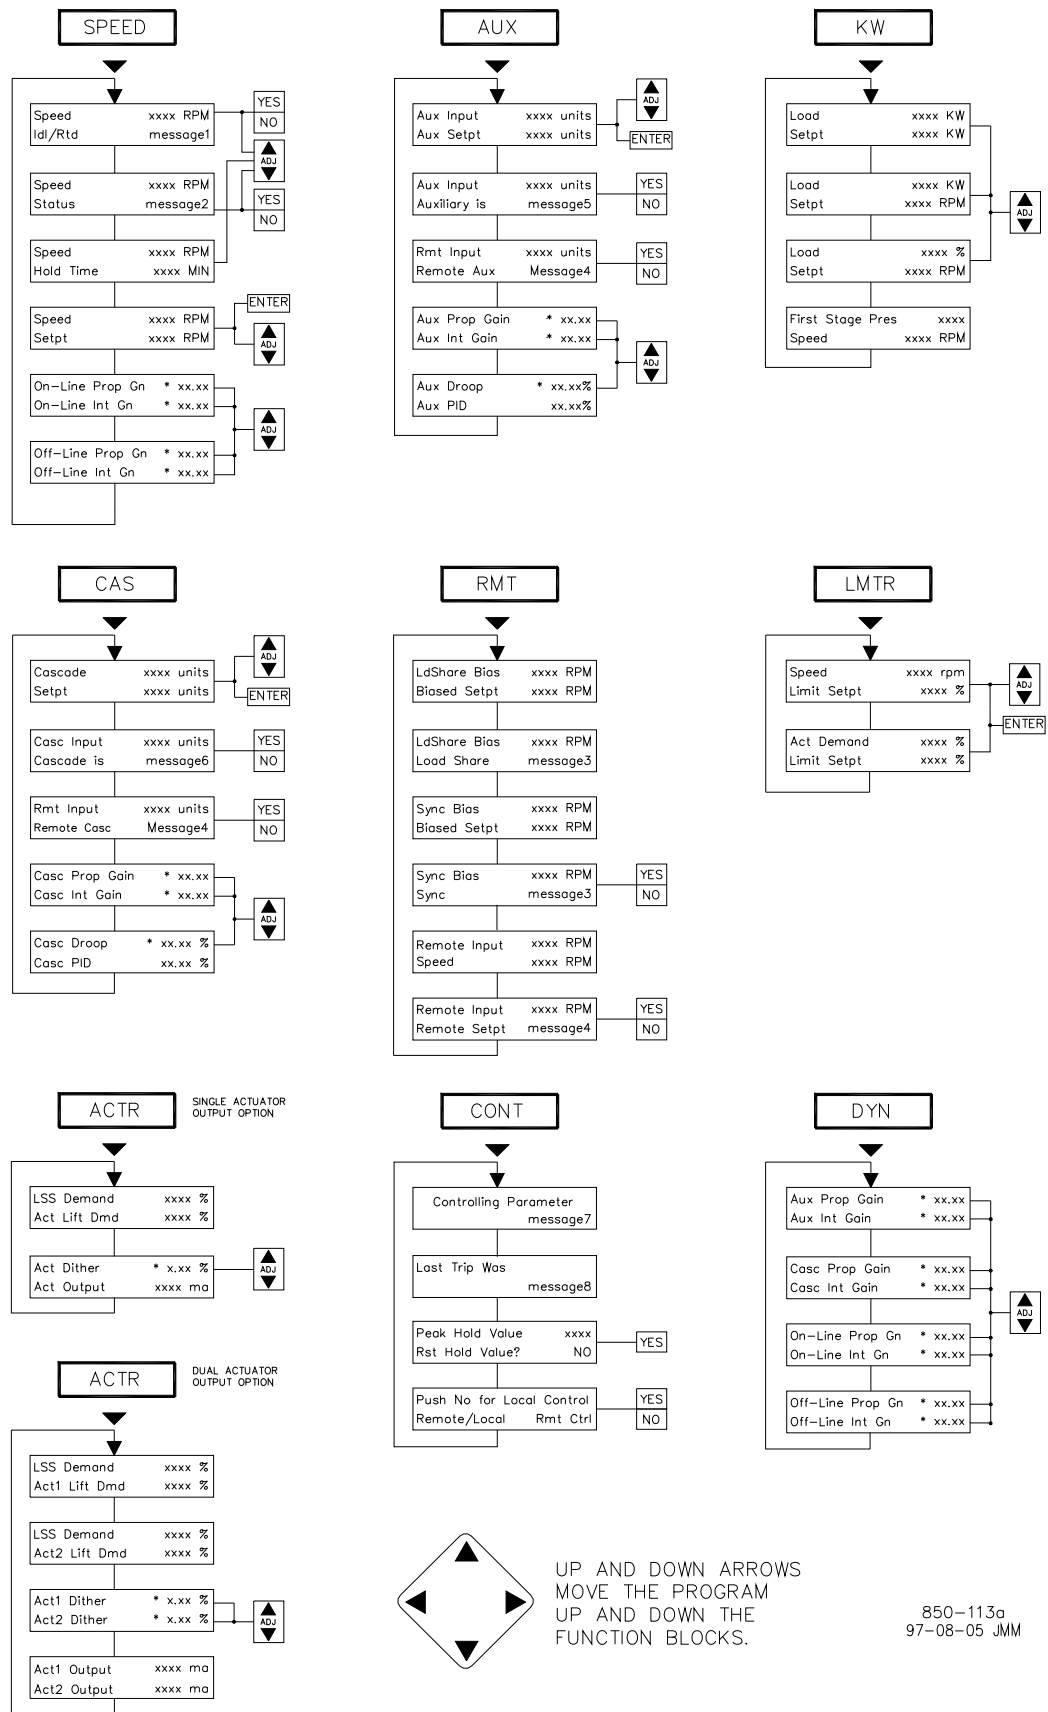 SPEED
Speed xxxx RPM
Idl/Rtd message1
YES
NO
ADJ
Speed xxxx RPM
Status message2
YES
NO
Speed xxxx RPM
Hold Time xxxx MIN
Speed xxxx RPM
Setpt xxxx RPM
ENTER
ADJ
On-Line Prop Gn * xx.xx
On-Line Int Gn * xx.xx
ADJ
Off-Line Prop Gn * xx.xx
Off-Line Int Gn * xx.xx
AUX
Aux Input xxxx units
Aux Setpt xxxx units
ADJ
ENTER
Aux Input xxxx units
Auxiliary is message5
YES
NO
Rmt Input xxxx units
Remote Aux Message4
YES
NO
Aux Prop Gain * xx.xx
Aux Int Gain * xx.xx
ADJ
Aux Droop * xx.xx%
Aux PID xx.xx%
KW
Load xxxx KW
Setpt xxxx KW
Load xxxx KW
Setpt xxxx RPM
ADJ
Load xxxx %
Setpt xxxx RPM
First Stage Pres xxxx
Speed xxxx RPM
CAS
Cascade xxxx units
Setpt xxxx units
ADJ
ENTER
Casc Input xxxx units
Cascade is message6
YES
NO
Rmt Input xxxx units
Remote Casc Message4
YES
NO
Casc Prop Gain * xx.xx
Casc Int Gain * xx.xx
ADJ
Casc Droop * xx.xx %
Casc PID xx.xx %
RMT
LdShare Bias xxxx RPM
Biased Setpt xxxx RPM
LdShare Bias xxxx RPM
Load Share message3
Sync Bias xxxx RPM
Biased Setpt xxxx RPM
Sync Bias xxxx RPM
Sync message3
YES
NO
Remote Input xxxx RPM
Speed xxxx RPM
Remote Input xxxx RPM
Remote Setpt message4
YES
NO
LMTR
Speed xxxx rpm
Limit Setpt xxxx %
ADJ
ENTER
Act Demand xxxx %
Limit Setpt xxxx %
ACTR
SINGLE ACTUATOR
OUTPUT OPTION
LSS Demand xxxx %
Act Lift Dmd xxxx %
Act Dither * x.xx %
Act Output xxxx ma
ADJ
CONT
Controlling Parameter
message7
Last Trip Was
message8
Peak Hold Value xxxx
Rst Hold Value? NO
YES
Push No for Local Control
Remote/Local Rmt Ctrl
YES
NO
DYN
Aux Prop Gain * xx.xx
Aux Int Gain * xx.xx
Casc Prop Gain * xx.xx
Casc Int Gain * xx.xx
ADJ
On-Line Prop Gn * xx.xx
On-Line Int Gn * xx.xx
Off-Line Prop Gn * xx.xx
Off-Line Int Gn * xx.xx
ACTR
DUAL ACTUATOR
OUTPUT OPTION
LSS Demand xxxx %
Act1 Lift Dmd xxxx %
LSS Demand xxxx %
Act2 Lift Dmd xxxx %
Act1 Dither * x.xx %
Act2 Dither * x.xx %
ADJ
Act1 Output xxxx ma
Act2 Output xxxx ma
UP AND DOWN ARROWS
MOVE THE PROGRAM
UP AND DOWN THE
FUNCTION BLOCKS.
850-113a
97-08-05 JMM